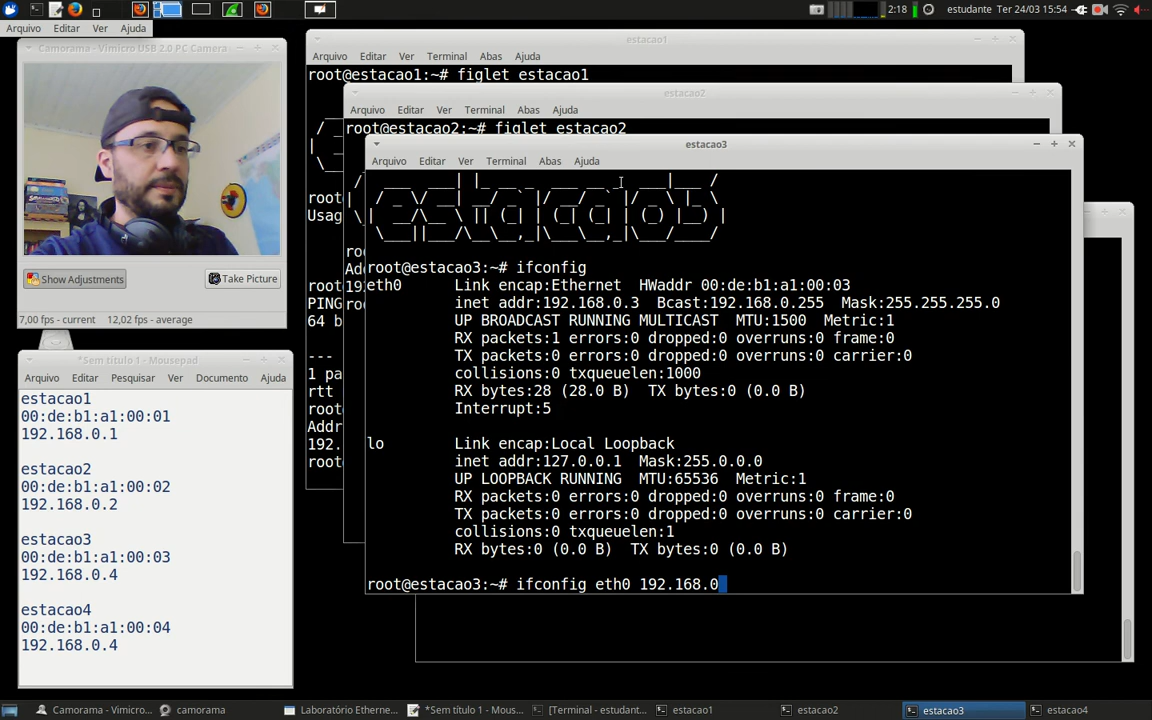 2:18
estudante
Ter 24/03 15:54
Arquivo Editar Ver Ajuda
Camorama - Vimicro USB 2.0 PC Camera
Show Adjustments
Take Picture
7,00 fps - current 12,02 fps - average
*Sem título 1 - Mousepad
Arquivo Editar Pesquisar Ver Documento Ajuda
estacao1
00:de:b1:a1:00:01
192.168.0.1
estacao2
00:de:b1:a1:00:02
192.168.0.2
estacao3
00:de:b1:a1:00:03
192.168.0.4
estacao4
00:de:b1:a1:00:04
192.168.0.4
estacao1
Arquivo Editar Ver Terminal Abas Ajuda
root@estacao1:~# figlet estacao1
root
Usag
root
PING
64 b
---
1 pa
rtt
root
Addr
192.
root
estacao2
Arquivo Editar Ver Terminal Abas Ajuda
root@estacao2:~# figlet estacao2
estacao3
Arquivo Editar Ver Terminal Abas Ajuda
estacao3
root@estacao3:~# ifconfig
eth0 Link encap:Ethernet HWaddr 00:de:b1:a1:00:03
inet addr:192.168.0.3 Bcast:192.168.0.255 Mask:255.255.255.0
UP BROADCAST RUNNING MULTICAST MTU:1500 Metric:1
RX packets:1 errors:0 dropped:0 overruns:0 frame:0
TX packets:0 errors:0 dropped:0 overruns:0 carrier:0
collisions:0 txqueuelen:1000
RX bytes:28 (28.0 B) TX bytes:0 (0.0 B)
Interrupt:5
lo Link encap:Local Loopback
inet addr:127.0.0.1 Mask:255.0.0.0
UP LOOPBACK RUNNING MTU:65536 Metric:1
RX packets:0 errors:0 dropped:0 overruns:0 frame:0
TX packets:0 errors:0 dropped:0 overruns:0 carrier:0
collisions:0 txqueuelen:1
RX bytes:0 (0.0 B) TX bytes:0 (0.0 B)
root@estacao3:~# ifconfig eth0 192.168.0
Camorama - Vimicro...
camorama
Laboratório Etherne...
*Sem título 1 - Mous...
[Terminal - estudant...
estacao1
estacao2
estacao3
estacao4